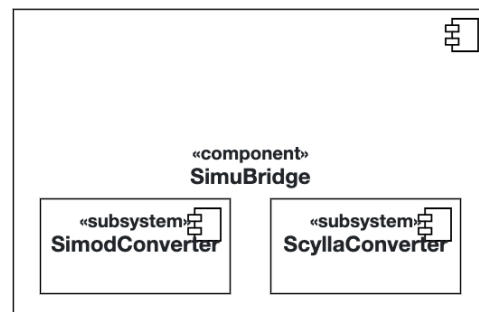 «component»
SimuBridge
«subsystem»
SimodConverter
«subsystem»
ScyllaConverter